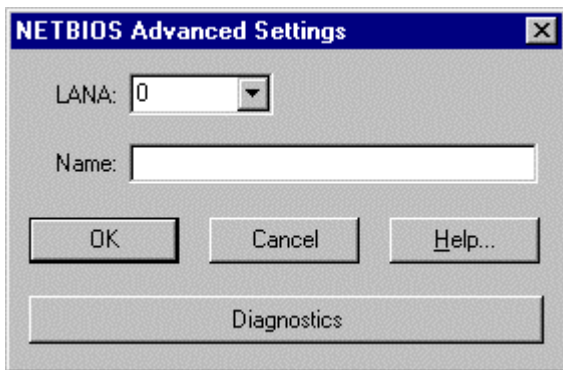 NETBIOS Advanced Settings
LANA: 0
Name:
OK Cancel Help...
Diagnostics